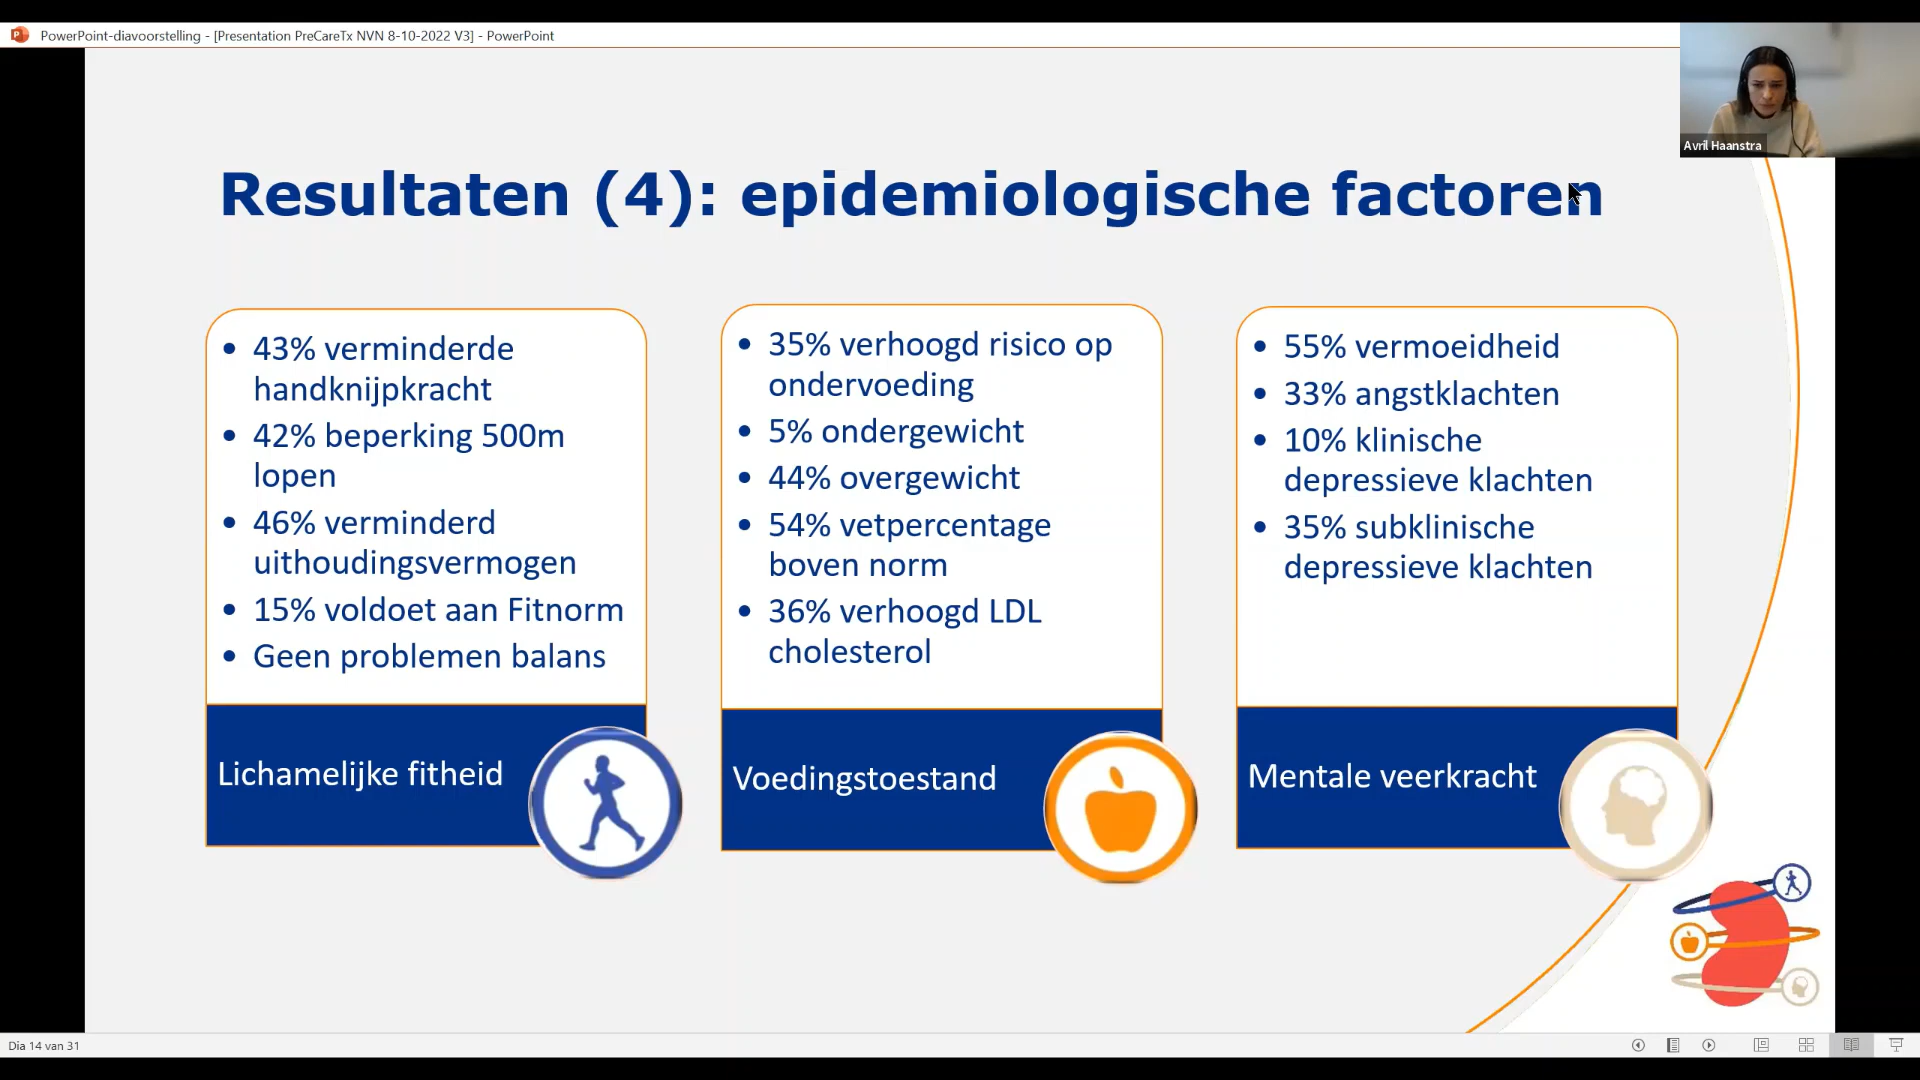 PowerPoint-diavoorstelling - [Presentation PreCareTx NVN 8-10-2022 V3] - PowerPoint
Avril Haanstra
Resultaten (4): epidemiologische factoren
• 43% verminderde
handknijpkracht
• 42% beperking 500m
lopen
• 46% verminderd
uithoudingsvermogen
• 15% voldoet aan Fitnorm
• Geen problemen balans
Lichamelijke fitheid
• 35% verhoogd risico op
ondervoeding
• 5% ondergewicht
• 44% overgewicht
• 54% vetpercentage
boven norm
• 36% verhoogd LDL
cholesterol
Voedingstoestand
• 55% vermoeidheid
• 33% angstklachten
• 10% klinische
depressieve klachten
• 35% subklinische
depressieve klachten
Mentale veerkracht
Dia 14 van 31